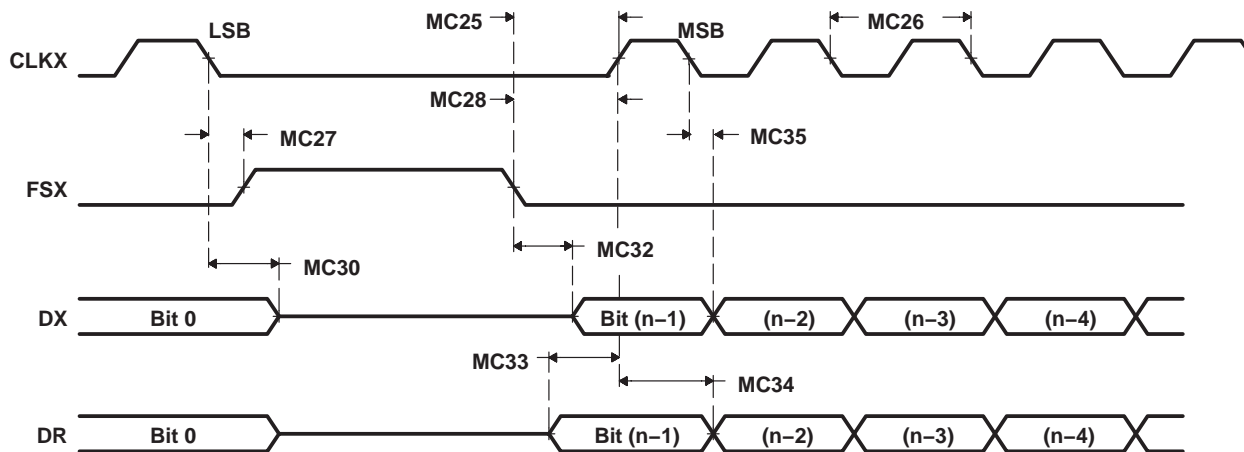 LSB
MC25
MSB
MC26
CLKX
MC28
MC27
MC35
FSX
MC30
MC32
DX
Bit 0
Bit (n−1)
(n−2)
(n−3)
(n−4)
MC33
MC34
DR
Bit 0
Bit (n−1)
(n−2)
(n−3)
(n−4)